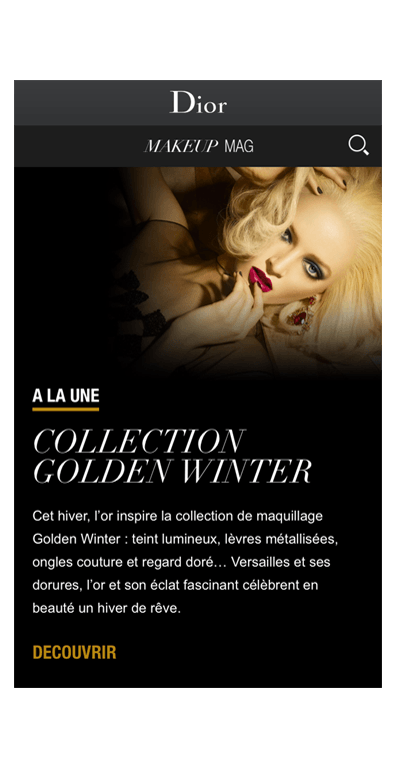 Dior
MAKEUP MAG
A LA UNE
COLLECTION
GOLDEN WINTER
Cet hiver, l’or inspire la collection de maquillage
Golden Winter : teint lumineux, lèvres métallisées,
ongles couture et regard doré… Versailles et ses
dorures, l’or et son éclat fascinant célèbrent en
beauté un hiver de rêve.
DECOUVRIR